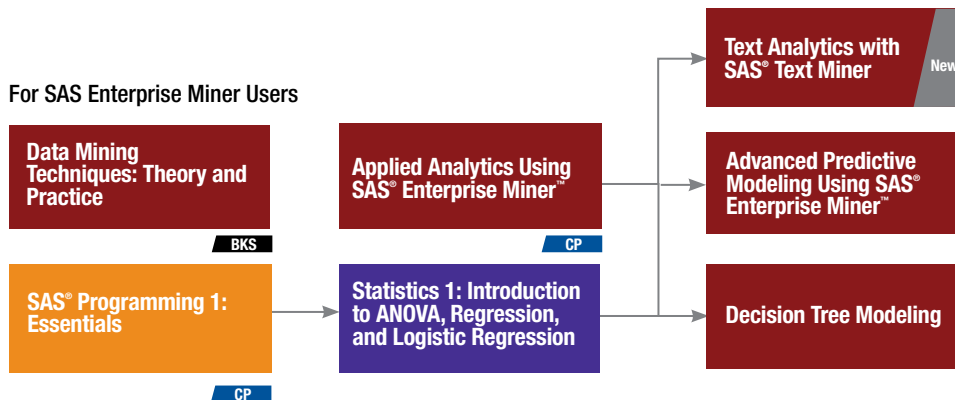 For SAS Enterprise Miner Users
Data Mining
Techniques: Theory and
Practice
BKS
SAS® Programming 1:
Essentials
CP
Applied Analytics Using
SAS® Enterprise Miner™
CP
Statistics 1: Introduction
to ANOVA, Regression,
and Logistic Regression
Text Analytics with
SAS® Text Miner
New
Advanced Predictive
Modeling Using SAS®
Enterprise Miner™
Decision Tree Modeling